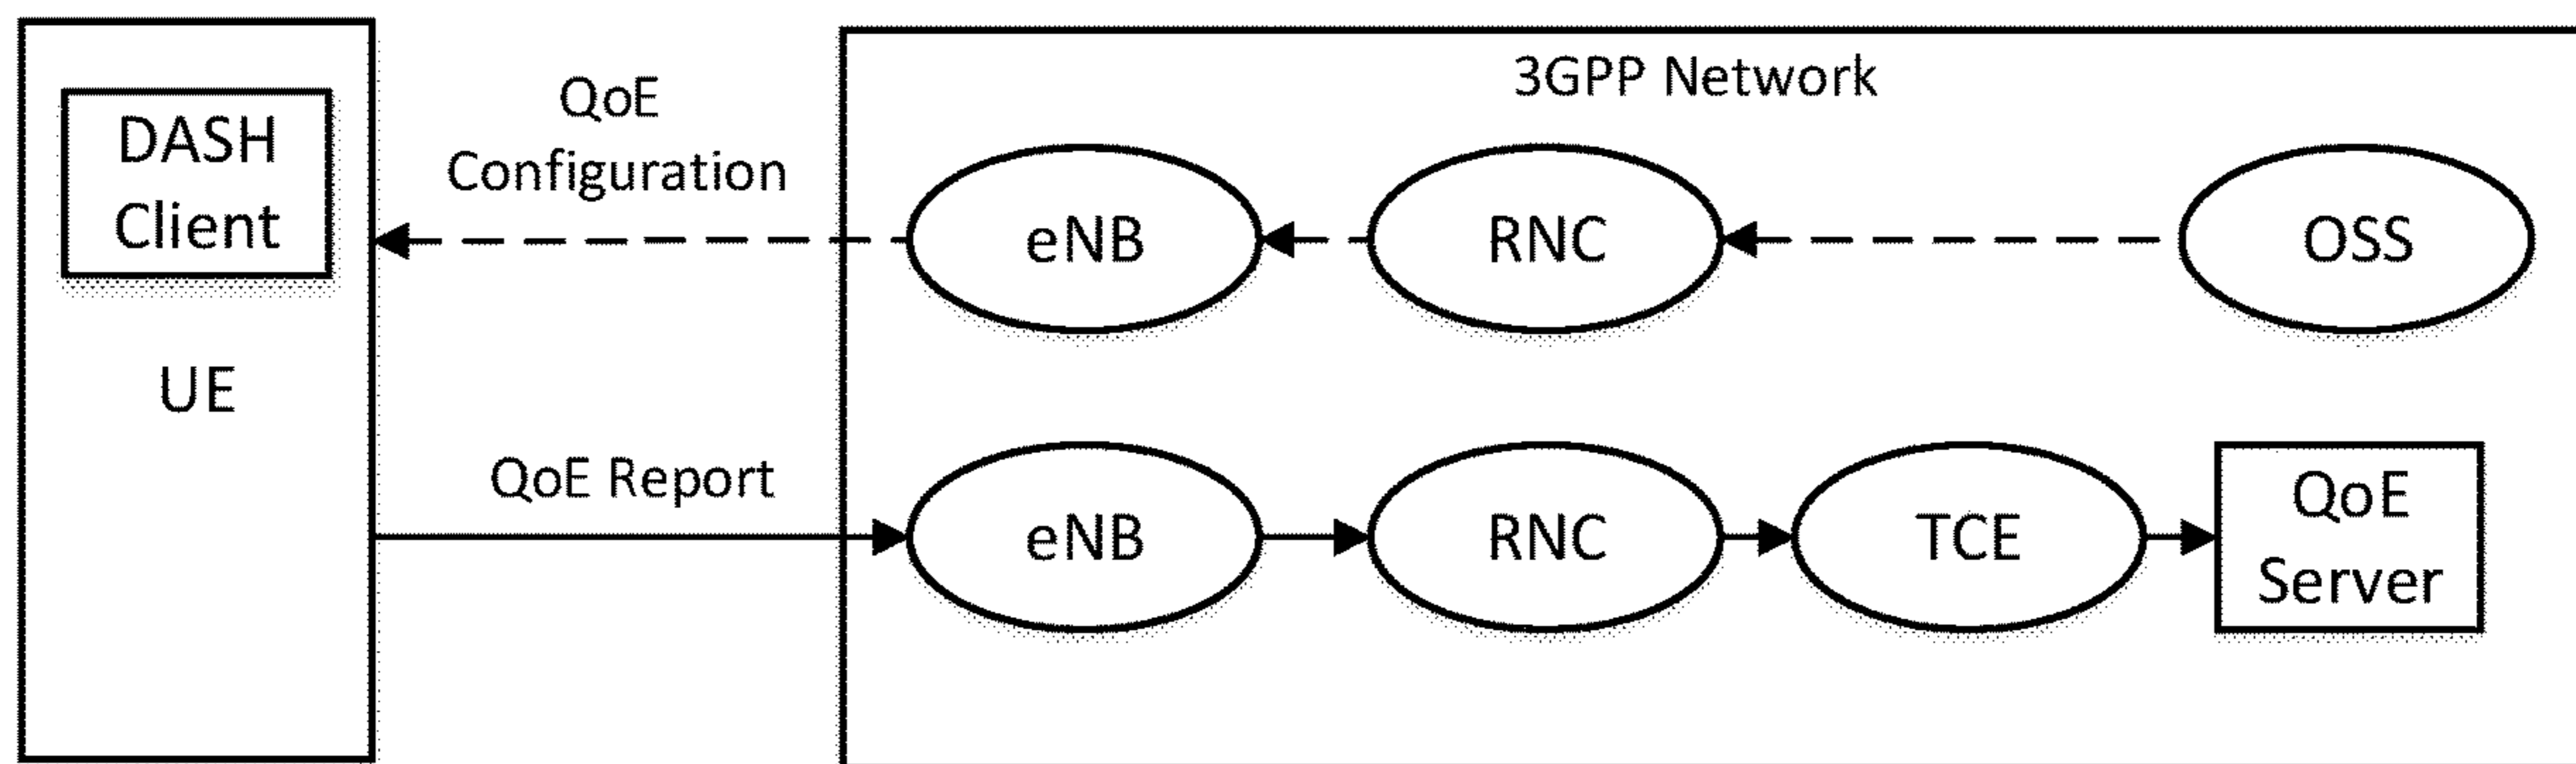 3GPP Network
DASH
Client
QoE
Configuration
eNB
RNC
OSS
UE
QoE Report
eNB
RNC
TCE
QoE
Server